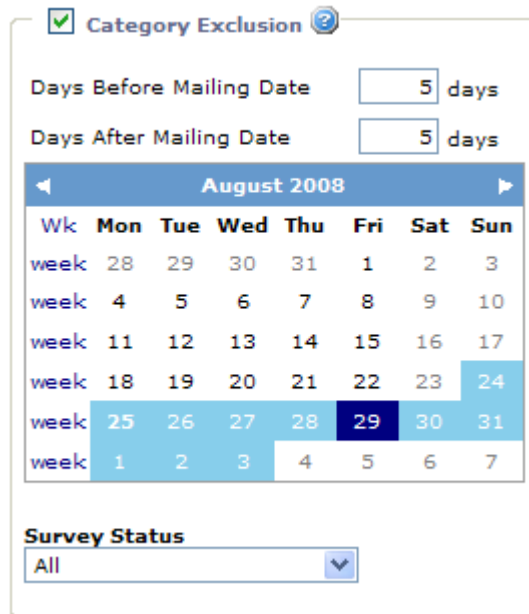 Category Exclusion ?
Days Before Mailing Date 5 days
Days After Mailing Date 5 days
August 2008
Wk Mon Tue Wed Thu Fri Sat Sun
week 28 29 30 31 1 2 3
week 4 5 6 7 8 9 10
week 11 12 13 14 15 16 17
week 18 19 20 21 22 23 24
week 25 26 27 28 29 30 31
week 1 2 3 4 5 6 7
Survey Status
All